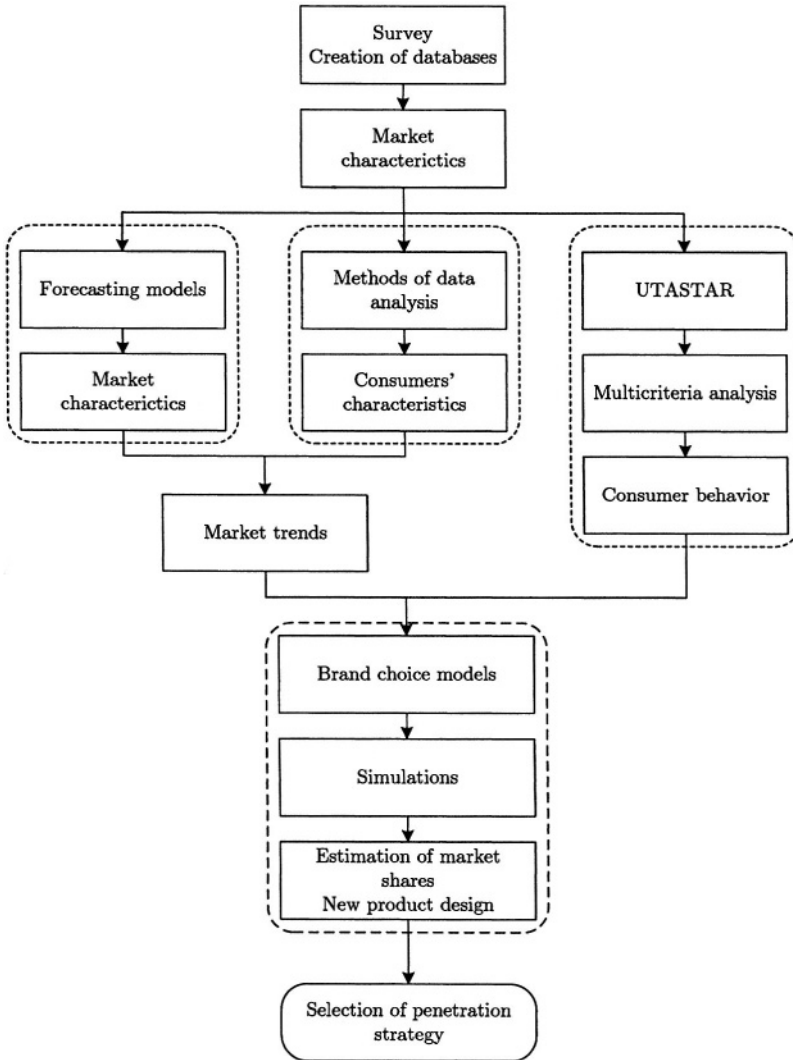 Survey
Creation of databases
Market
characterictics
Forecasting models
Methods of data
analysis
UTASTAR
Market
characterictics
Consumers'
characteristics
Multicriteria analysis
Market trends
Consumer behavior
Brand choice models
Simulations
Estimation of market
shares
New product design
Selection of penetration
strategy